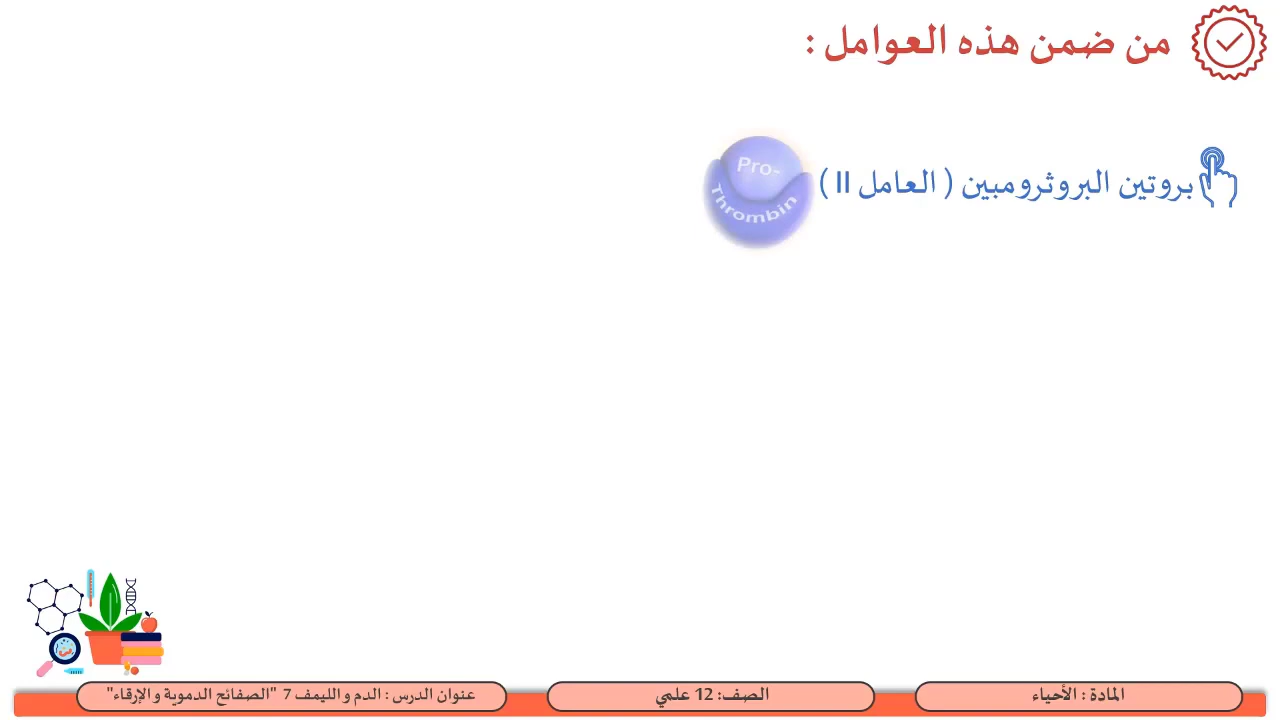 من ضمن هذه العوامل :
بروتين البروثرومبين ( العامل II )
Pro-
Thrombin
المادة : الأحياء
الصف: 12 علمي
عنوان الدرس : الدم و الليمف 7 "الصفائح الدموية و الإرقاء"